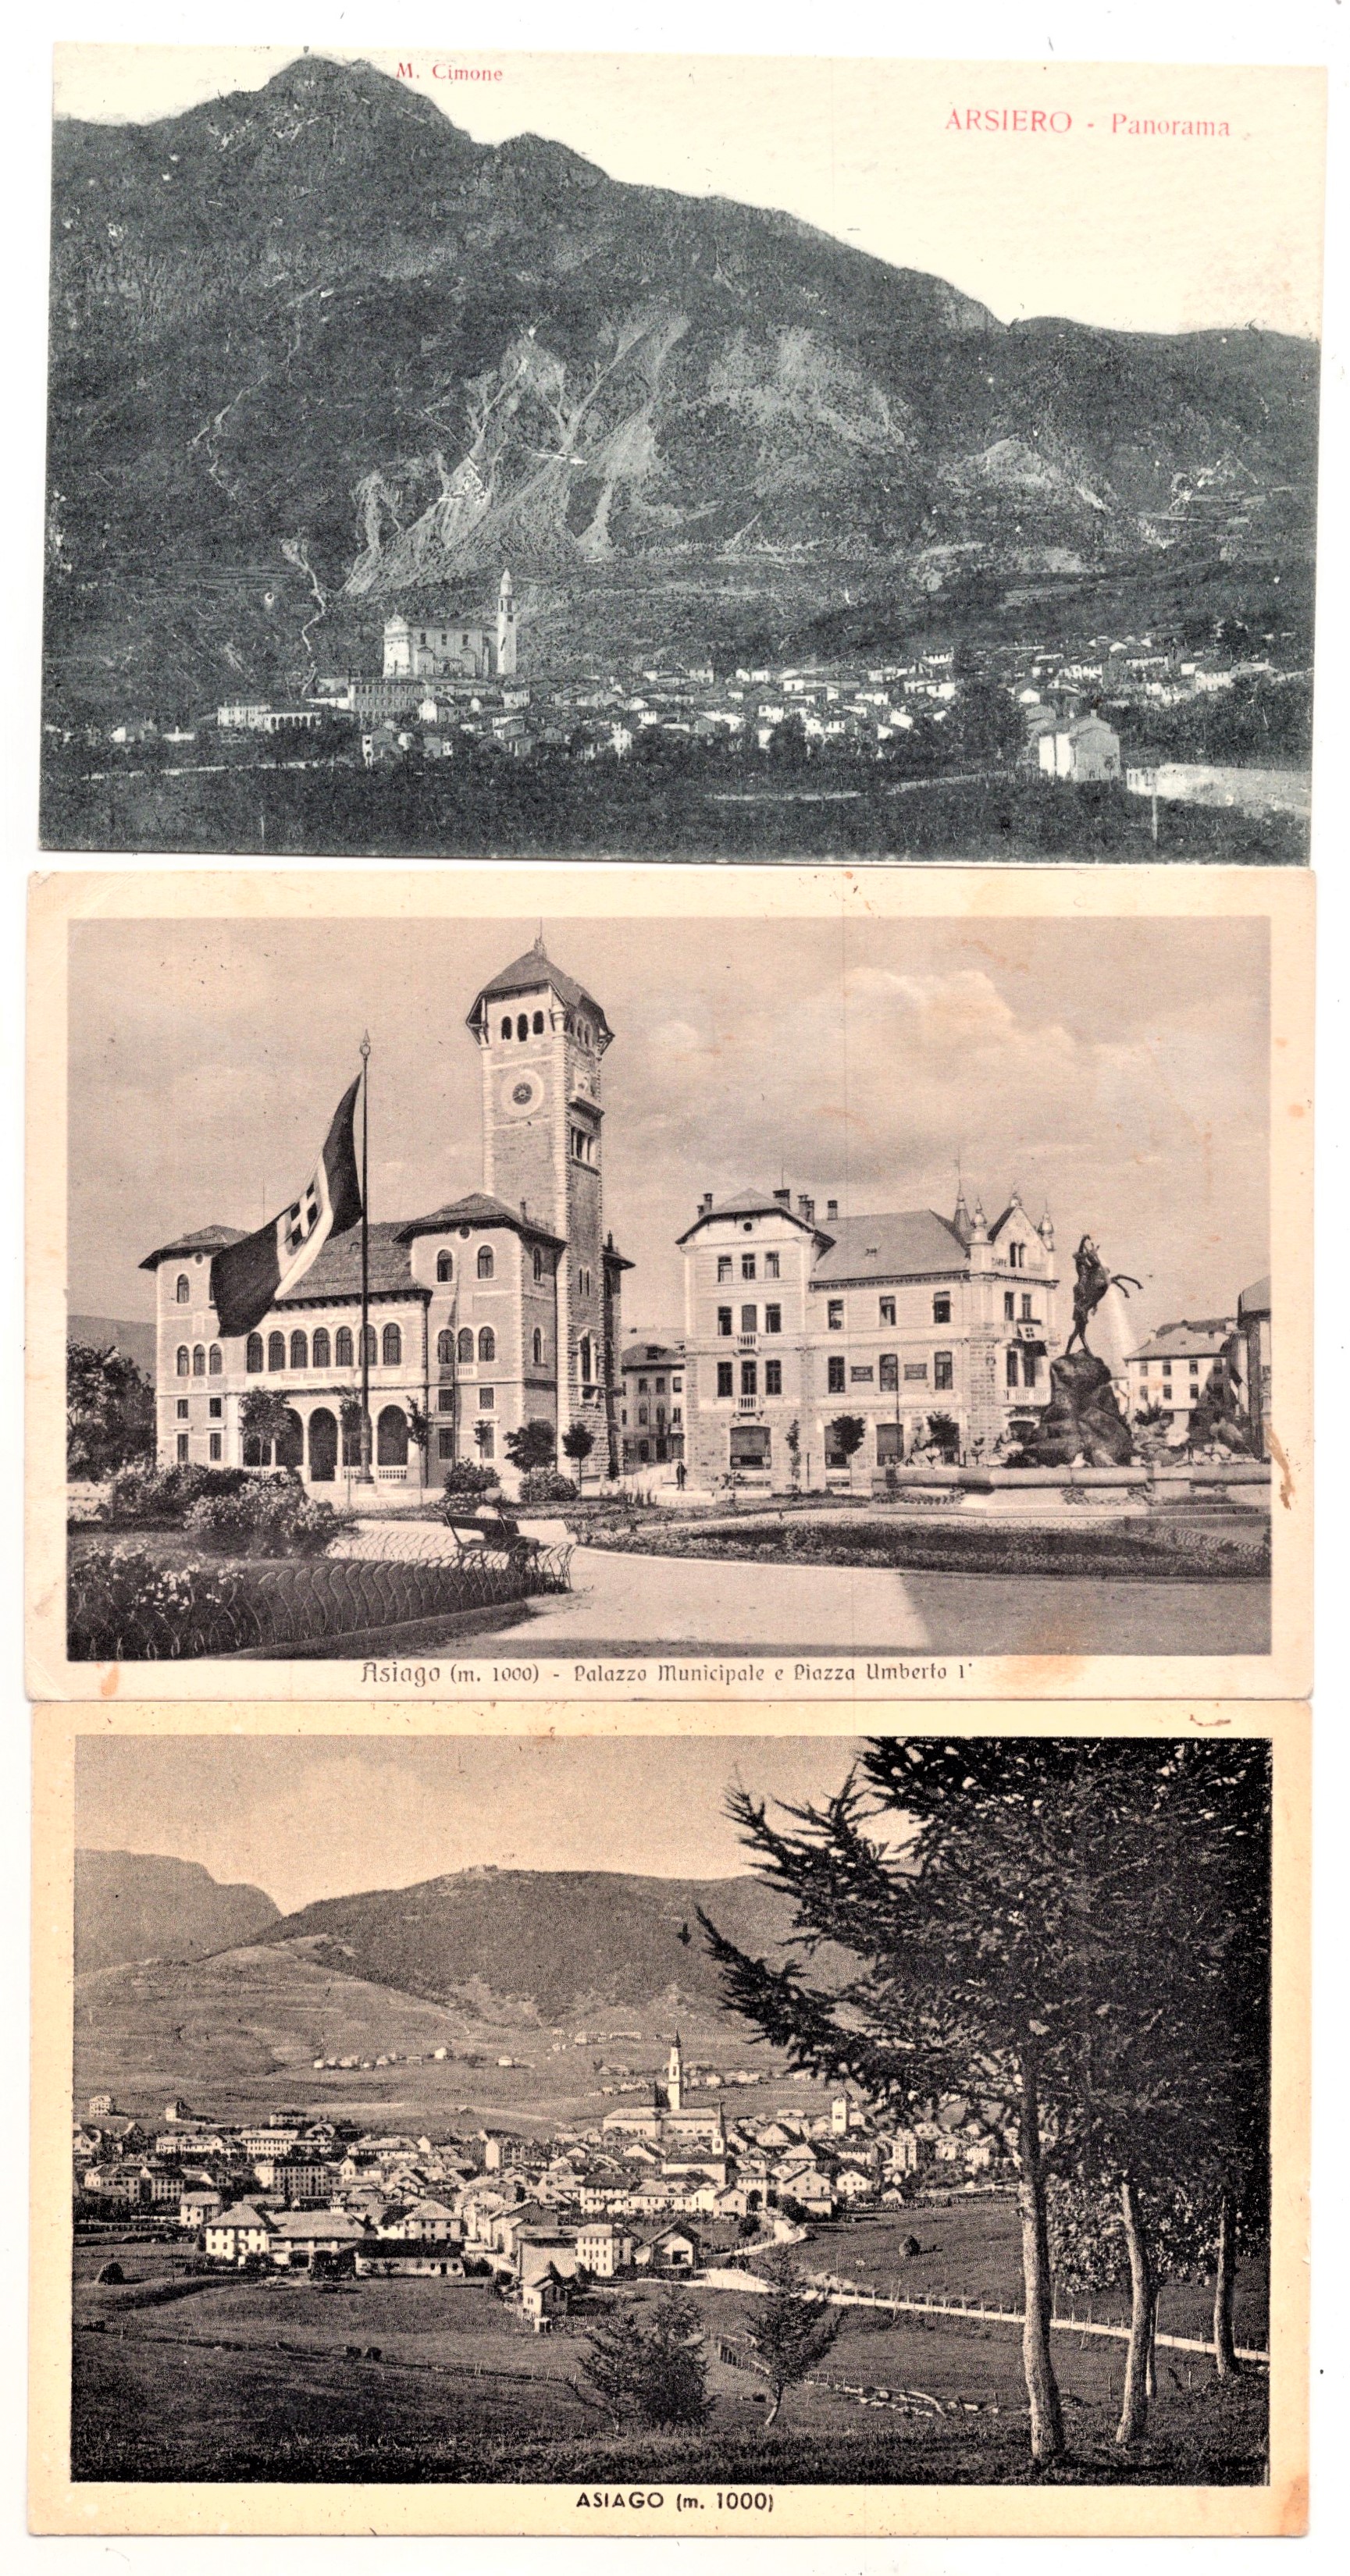 M. Cimone
ARSIERO - Panorama
Asiago (m. 1000) - Palazzo Municipale e Piazza Umberto I°
ASIAGO (m. 1000)